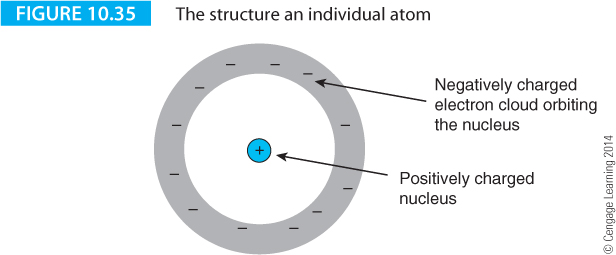 FIGURE 10.35
The structure an individual atom
Negatively charged
electron cloud orbiting
the nucleus
+
Positively charged
nucleus
− − − − − − − − − − −
© Cengage Learning 2014